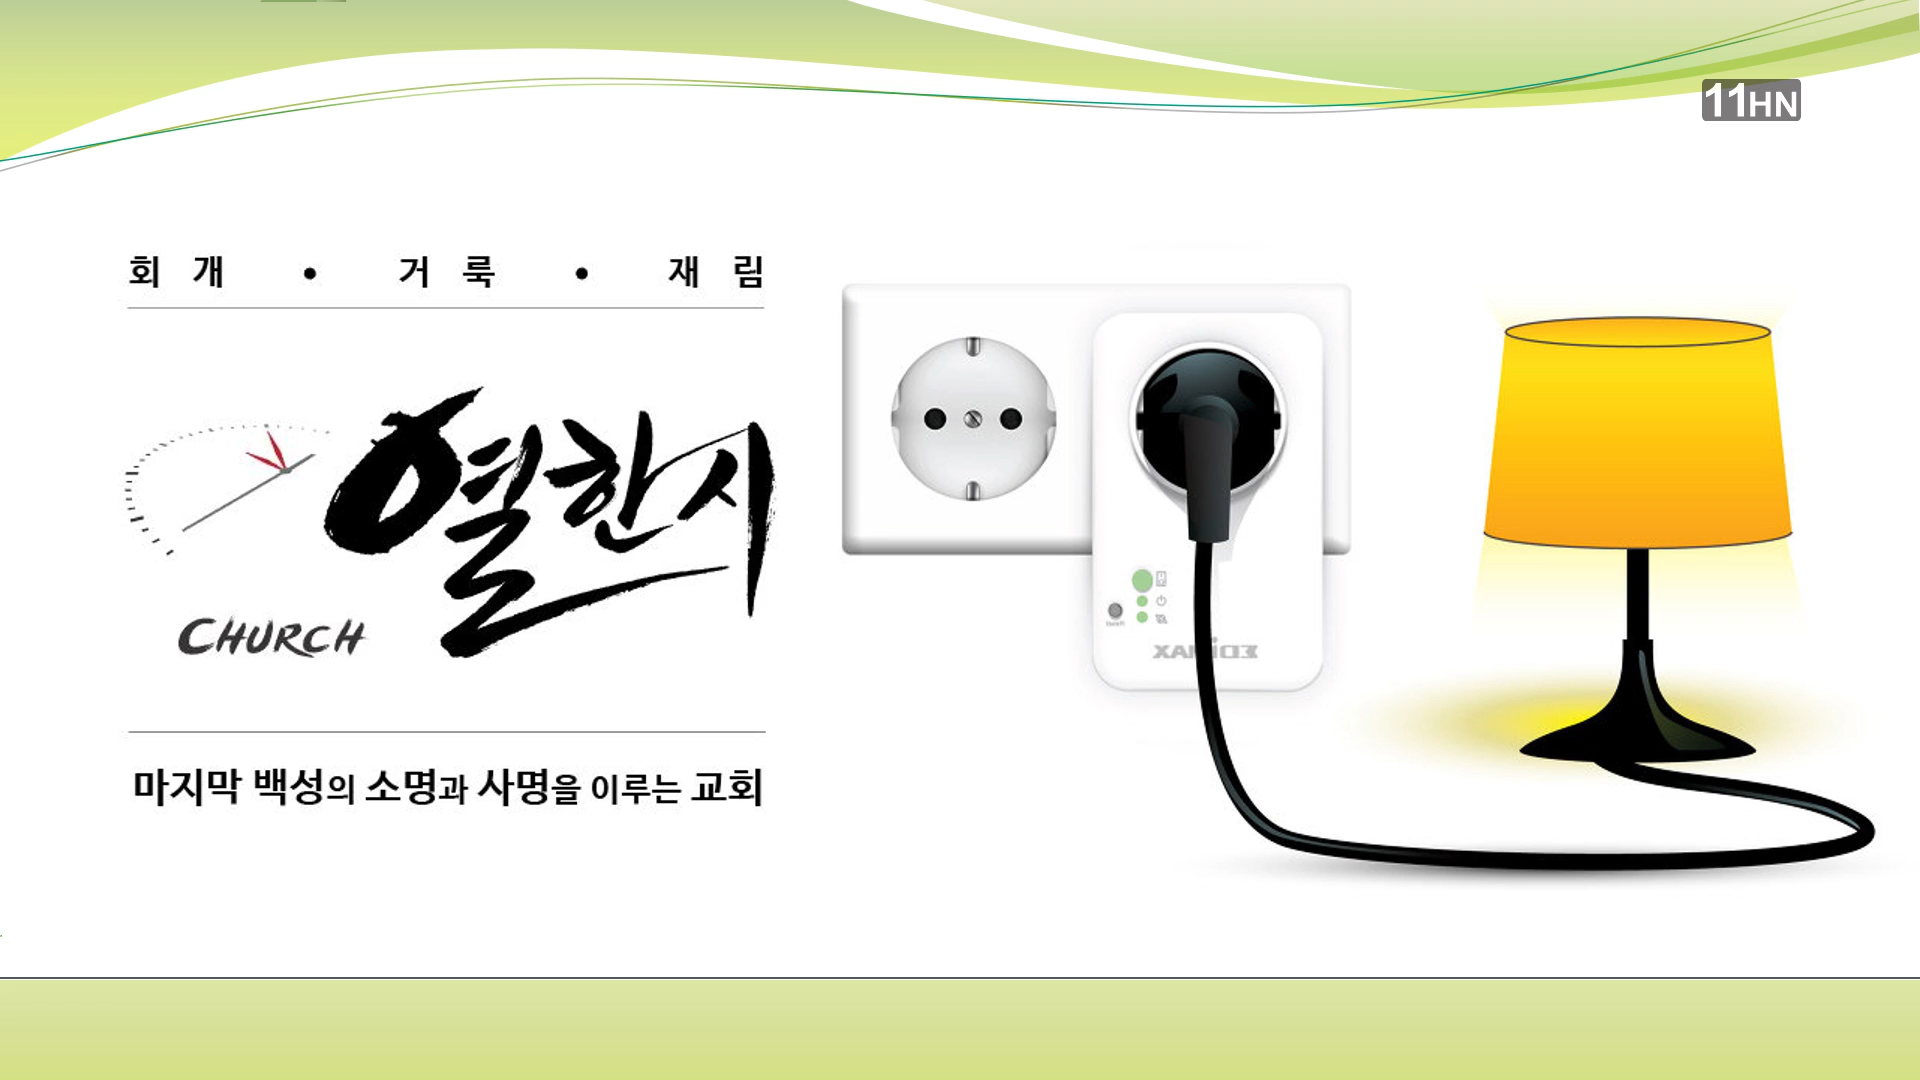 11HN
회개 • 거룩 • 재림
열한시
CHURCH
EDIMAX
마지막 백성의 소명과 사명을 이루는 교회